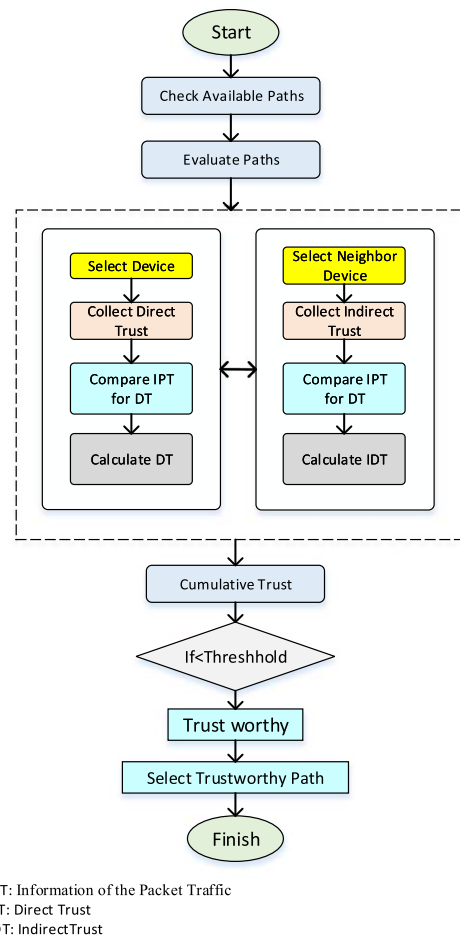 Start
Check Available Paths
Evaluate Paths
Select Device
Collect Direct
Trust
Compare IPT
for DT
Calculate DT
Select Neighbor
Device
Collect Indirect
Trust
Compare IPT
for DT
Calculate IDT
Cumulative Trust
If<Threshhold
Trust worthy
Select Trustworthy Path
Finish
T: Information of the Packet Traffic
T: Direct Trust
T: IndirectTrust